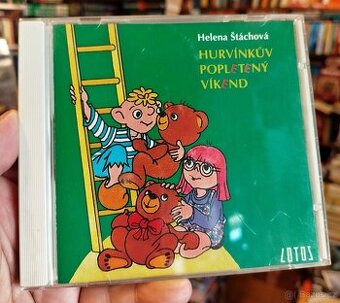 Helena Štáchová
HURVÍNKŮV
POPLETENÝ
VÍKEND
LOTOS